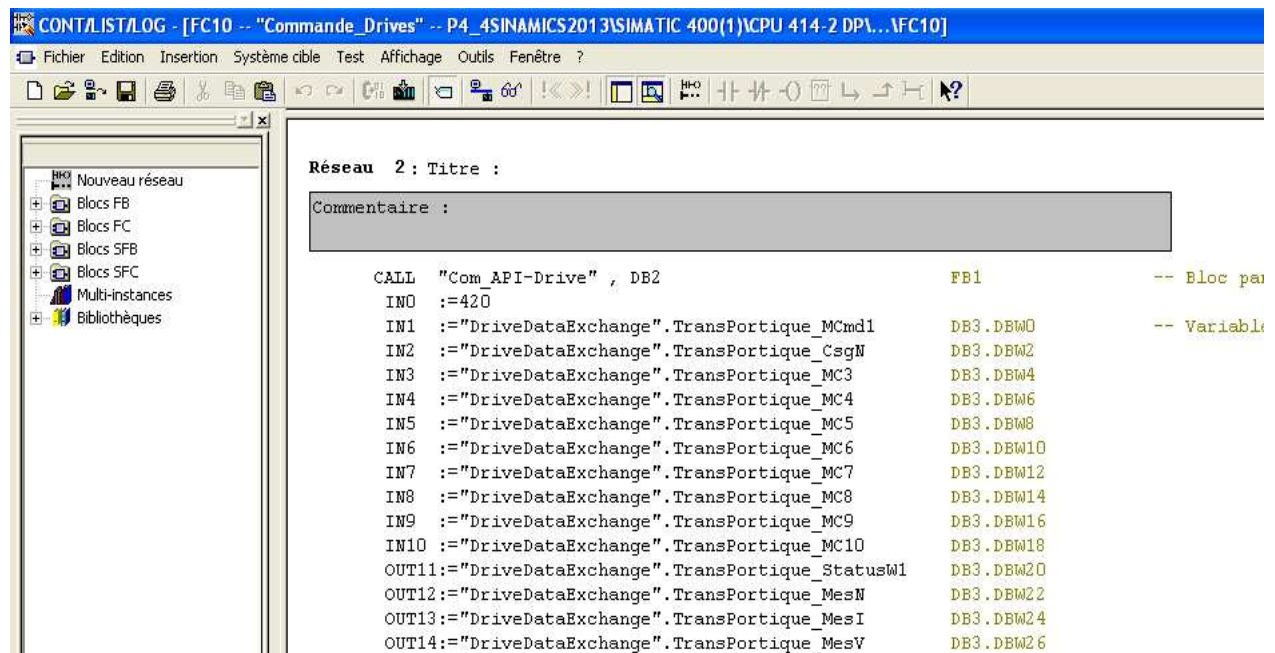 CONT/LIST/LOG - [FC10 -- "Commande_Drives" -- P4_4SINAMICS2013\SIMATIC 400(1)\CPU 414-2 DP\...\FC10]
Fichier Edition Insertion Système cible Test Affichage Outils Fenêtre ?
Nouveau réseau
Blocs FB
Blocs FC
Blocs SFB
Blocs SFC
Multi-instances
Bibliothèques
Réseau 2 : Titre :
Commentaire :
CALL "Com_API-Drive" , DB2 FB1 -- Bloc par
IN0 :=420
IN1 :="DriveDataExchange".TransPortique_MCmd1 DB3.DBW0 -- Variable
IN2 :="DriveDataExchange".TransPortique_CsgN DB3.DBW2
IN3 :="DriveDataExchange".TransPortique_MC3 DB3.DBW4
IN4 :="DriveDataExchange".TransPortique_MC4 DB3.DBW6
IN5 :="DriveDataExchange".TransPortique_MC5 DB3.DBW8
IN6 :="DriveDataExchange".TransPortique_MC6 DB3.DBW10
IN7 :="DriveDataExchange".TransPortique_MC7 DB3.DBW12
IN8 :="DriveDataExchange".TransPortique_MC8 DB3.DBW14
IN9 :="DriveDataExchange".TransPortique_MC9 DB3.DBW16
IN10 :="DriveDataExchange".TransPortique_MC10 DB3.DBW18
OUT11:="DriveDataExchange".TransPortique_StatusW1 DB3.DBW20
OUT12:="DriveDataExchange".TransPortique_MesN DB3.DBW22
OUT13:="DriveDataExchange".TransPortique_MesI DB3.DBW24
OUT14:="DriveDataExchange".TransPortique_MesV DB3.DBW26